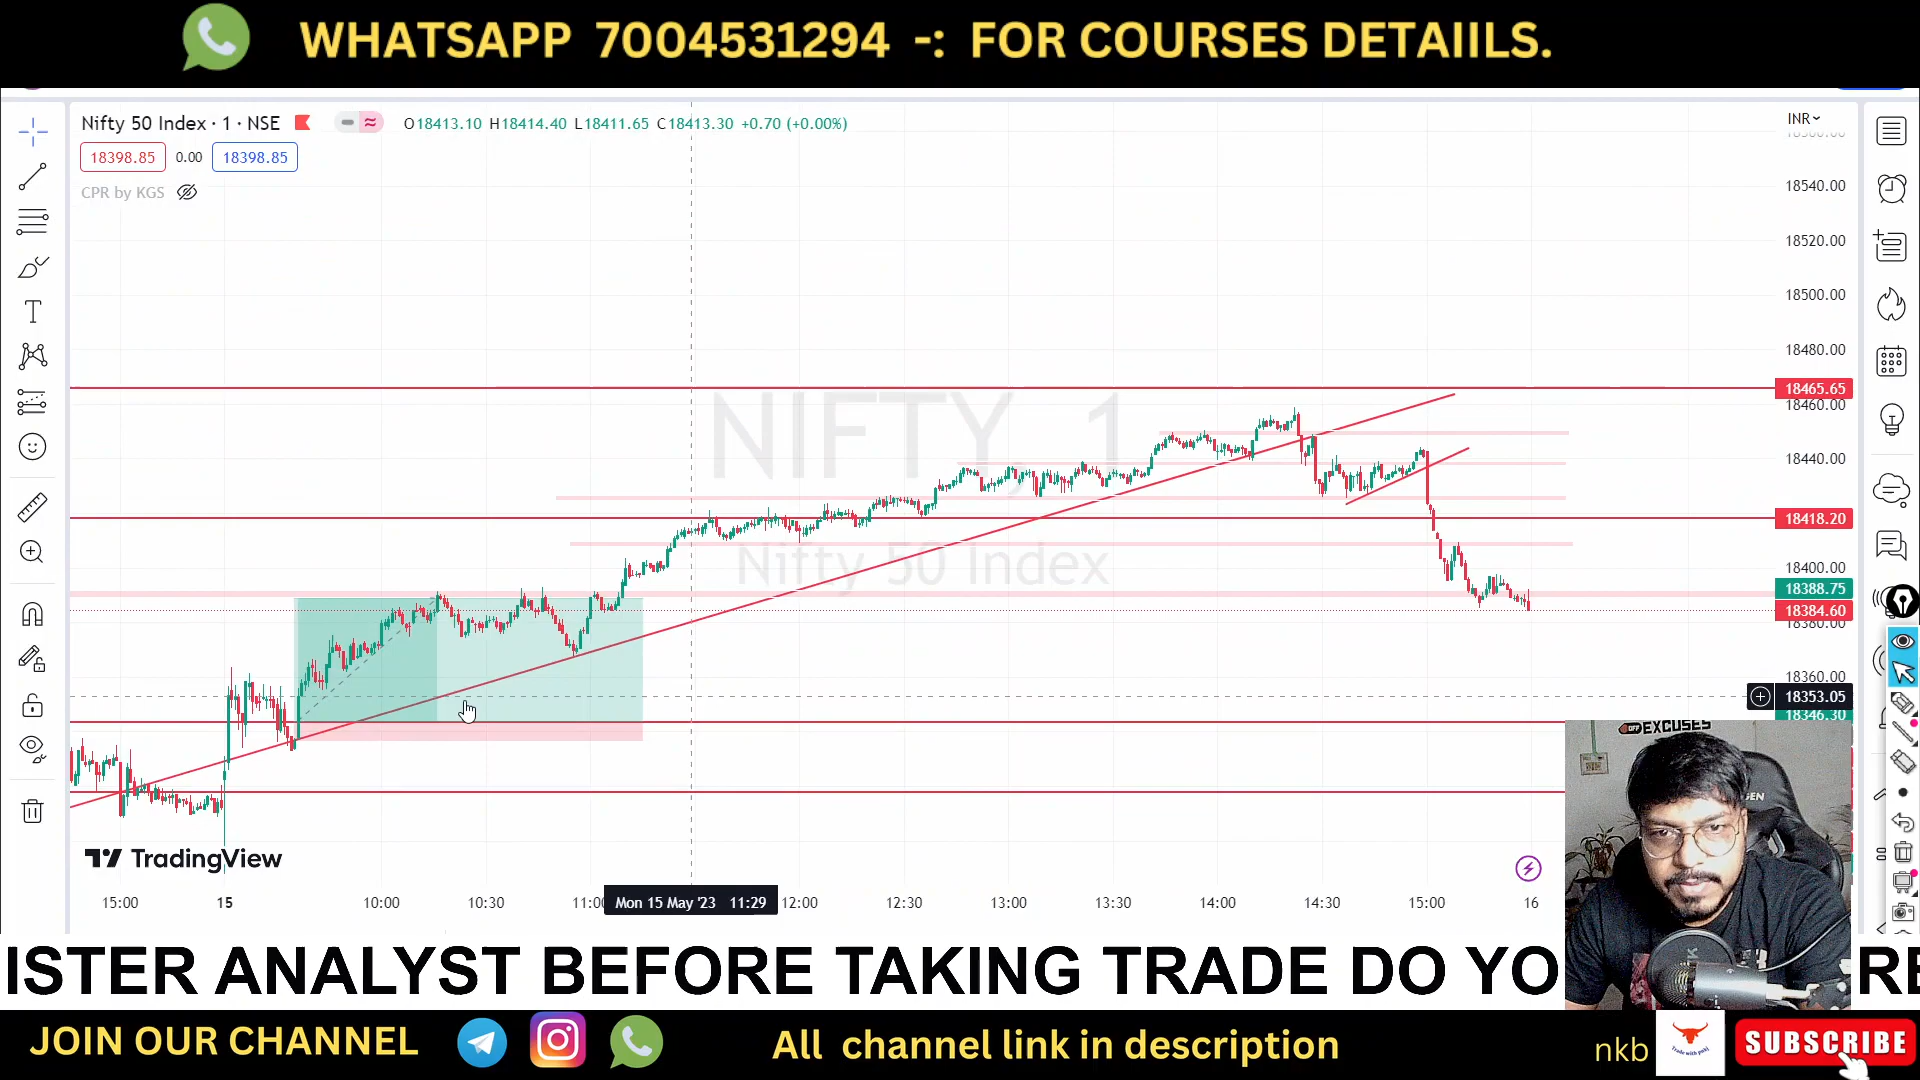 WHATSAPP 7004531294 -: FOR COURSES DETAIILS.
Nifty 50 Index · 1 · NSE
O18413.10 H18414.40 L18411.65 C18413.30 +0.70 (+0.00%)
INR
18398.85 0.00 18398.85
CPR by KGS
18540.00
18520.00
18500.00
18480.00
18465.65
18460.00
18440.00
18418.20
18400.00
18388.75
18384.60
18380.00
18360.00
18353.05
18346.30
NIFTY, 1
Nifty 50 Index
TradingView
15:00 15 10:00 10:30 11:00 Mon 15 May '23 11:29 12:00 12:30 13:00 13:30 14:00 14:30 15:00 16
EXCUSES
ISTER ANALYST BEFORE TAKING TRADE DO YO RE
JOIN OUR CHANNEL
All channel link in description
nkb
SUBSCRIBE